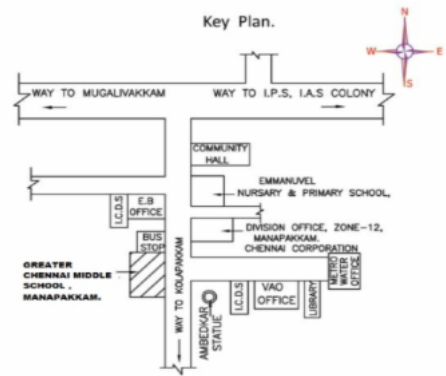 Key Plan.
N
W
E
S
WAY TO MUGALIVAKKAM
WAY TO I.P.S, I.A.S COLONY
COMMUNITY
HALL
EMMANUVEL
NURSARY & PRIMARY SCHOOL,
I.C.D.S
E.B
OFFICE
DIVISION OFFICE, ZONE-12,
MANAPAKKAM.
CHENNAI CORPORATION
BUS
STOP
GREATER
CHENNAI MIDDLE
SCHOOL ,
MANAPAKKAM.
WAY TO KOLAPAKKAM
AMBEDKAR
STATUE
I.C.D.S
VAO
OFFICE
LIBRARY
METRO
WATER
OFFICE